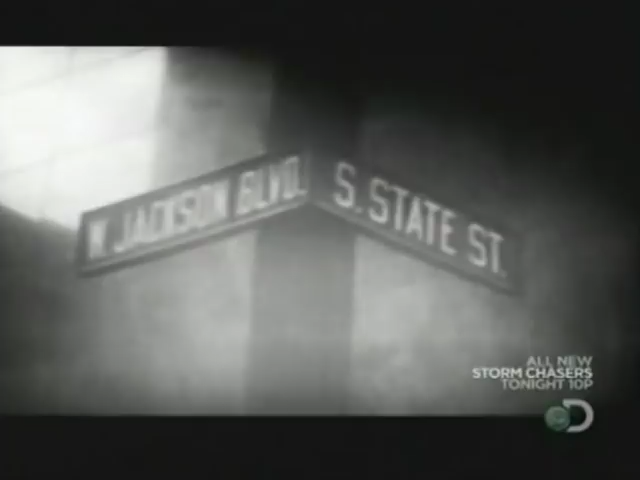 W. JACKSON BLVD.
S. STATE ST.
ALL NEW
STORM CHASERS
TONIGHT 10P
D